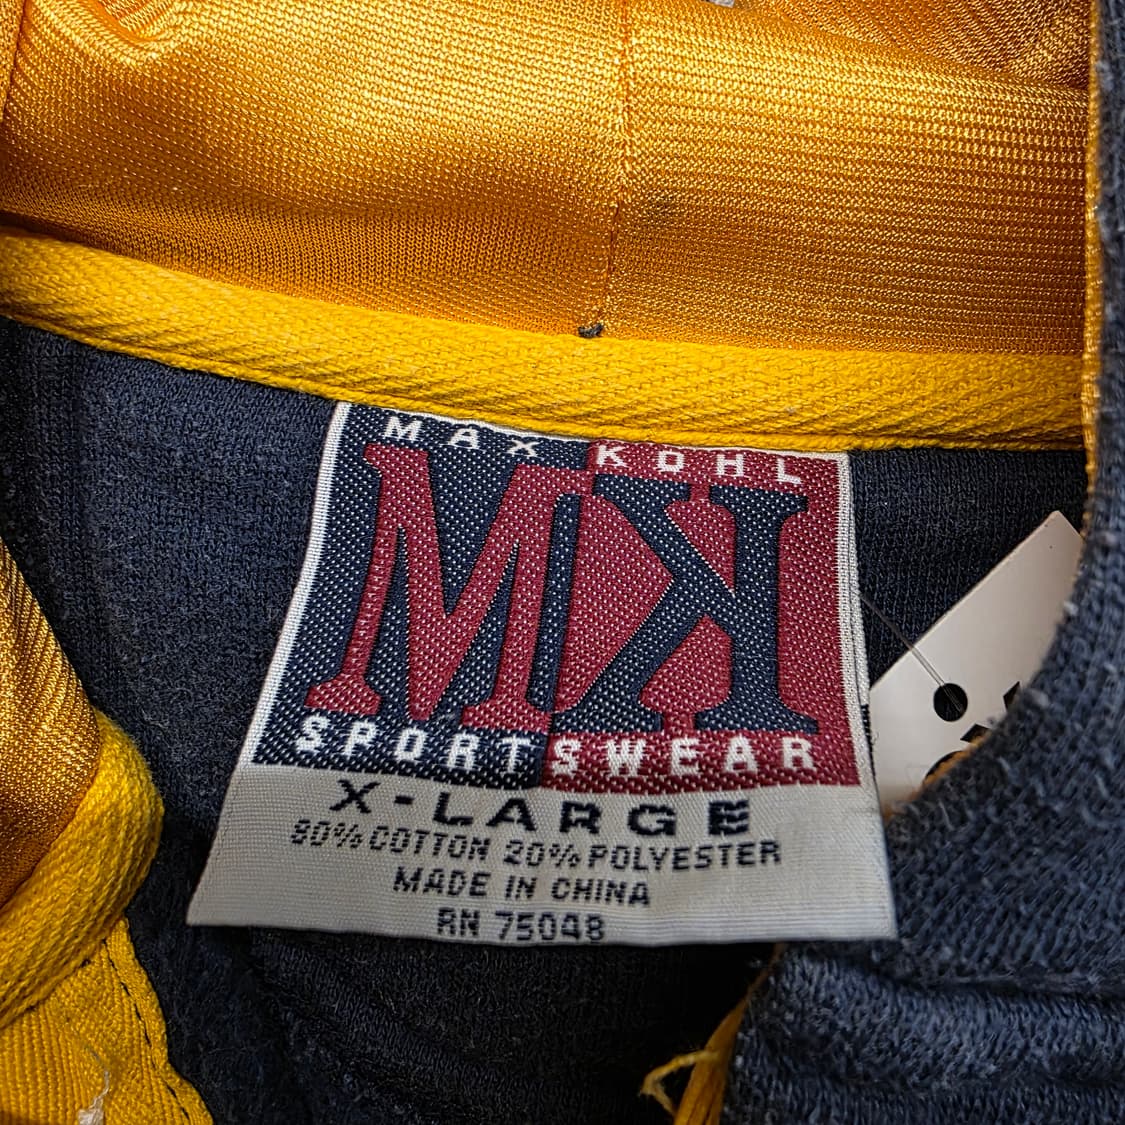 MAX KOHL
MK
SPORTSWEAR
X-LARGE
80% COTTON 20% POLYESTER
MADE IN CHINA
RN 75048